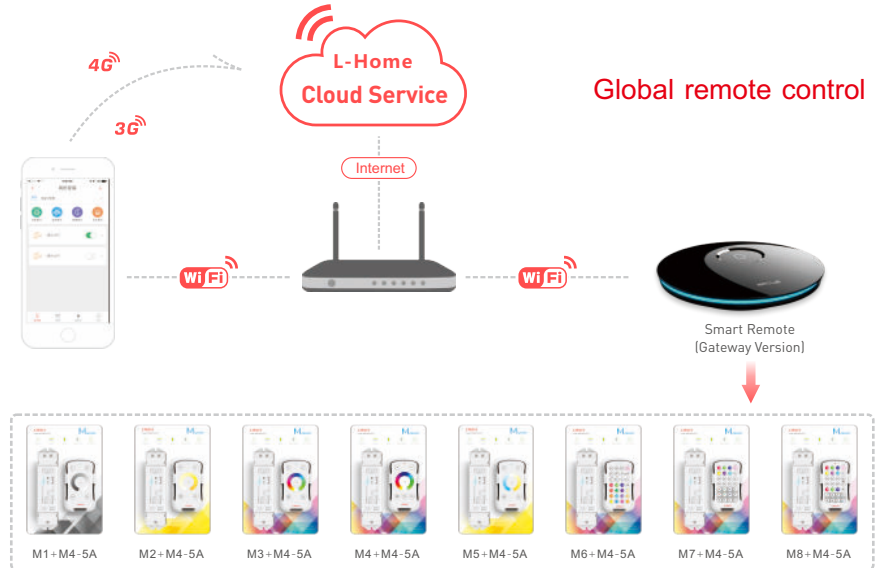 4G
L-Home
Cloud Service
Global remote control
3G
Internet
WiFi
WiFi
Smart Remote
(Gateway Version)
M1+M4-5A
M2+M4-5A
M3+M4-5A
M4+M4-5A
M5+M4-5A
M6+M4-5A
M7+M4-5A
M8+M4-5A